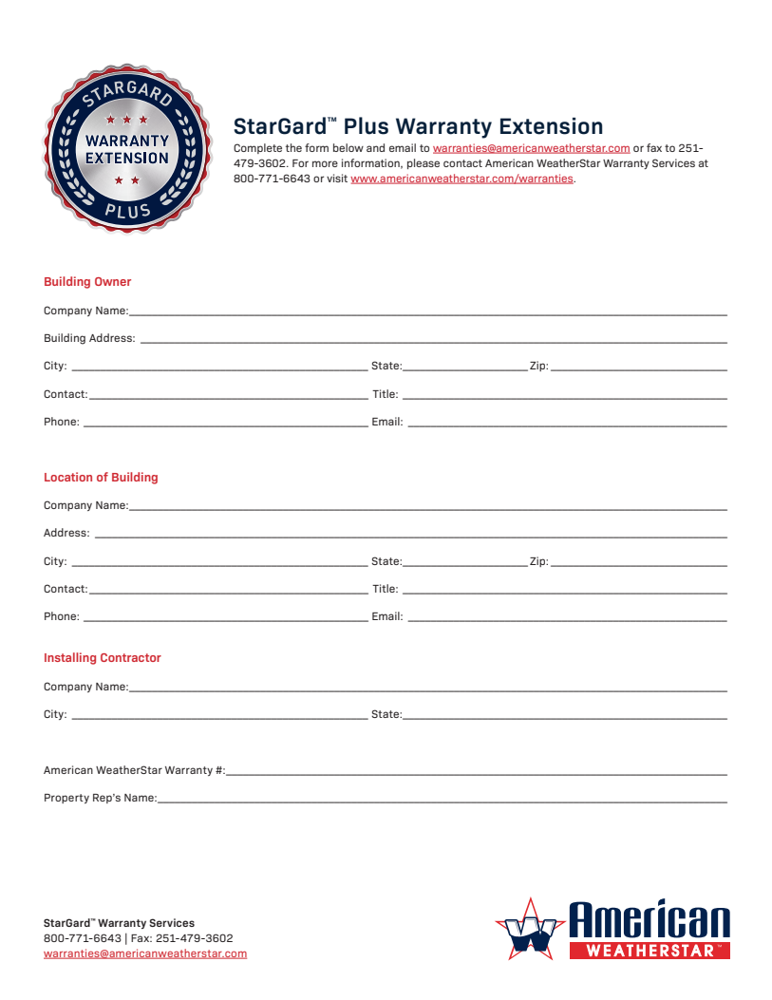 STARGARD
WARRANTY
EXTENSION
PLUS
StarGard™ Plus Warranty Extension
Complete the form below and email to warranties@americanweatherstar.com or fax to 251-
479-3602. For more information, please contact American WeatherStar Warranty Services at
800-771-6643 or visit www.americanweatherstar.com/warranties.
Building Owner
Company Name:
Building Address:
City: State: Zip:
Contact: Title:
Phone: Email:
Location of Building
Company Name:
Address:
City: State: Zip:
Contact: Title:
Phone: Email:
Installing Contractor
Company Name:
City: State:
American WeatherStar Warranty #:
Property Rep's Name:
StarGard™ Warranty Services
800-771-6643 | Fax: 251-479-3602
warranties@americanweatherstar.com
W
American
WEATHERSTAR™